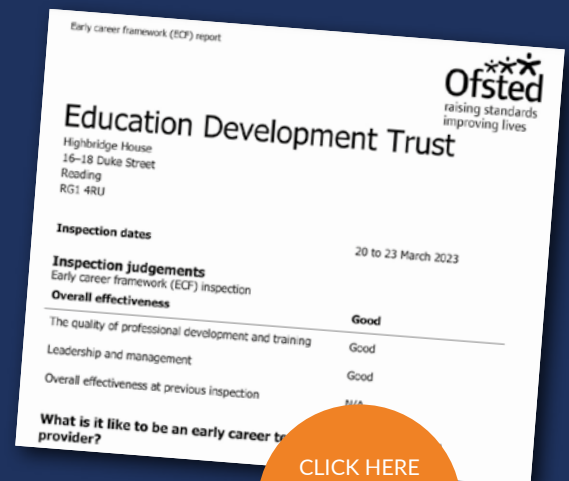 Early career framework (ECF) report
Ofsted
raising standards
improving lives
Education Development Trust
Highbridge House
16–18 Duke Street
Reading
RG1 4RU
Inspection dates
20 to 23 March 2023
Inspection judgements
Early career framework (ECF) inspection
Overall effectiveness Good
The quality of professional development and training Good
Leadership and management Good
Overall effectiveness at previous inspection N/A
What is it like to be an early career
provider?
CLICK HERE